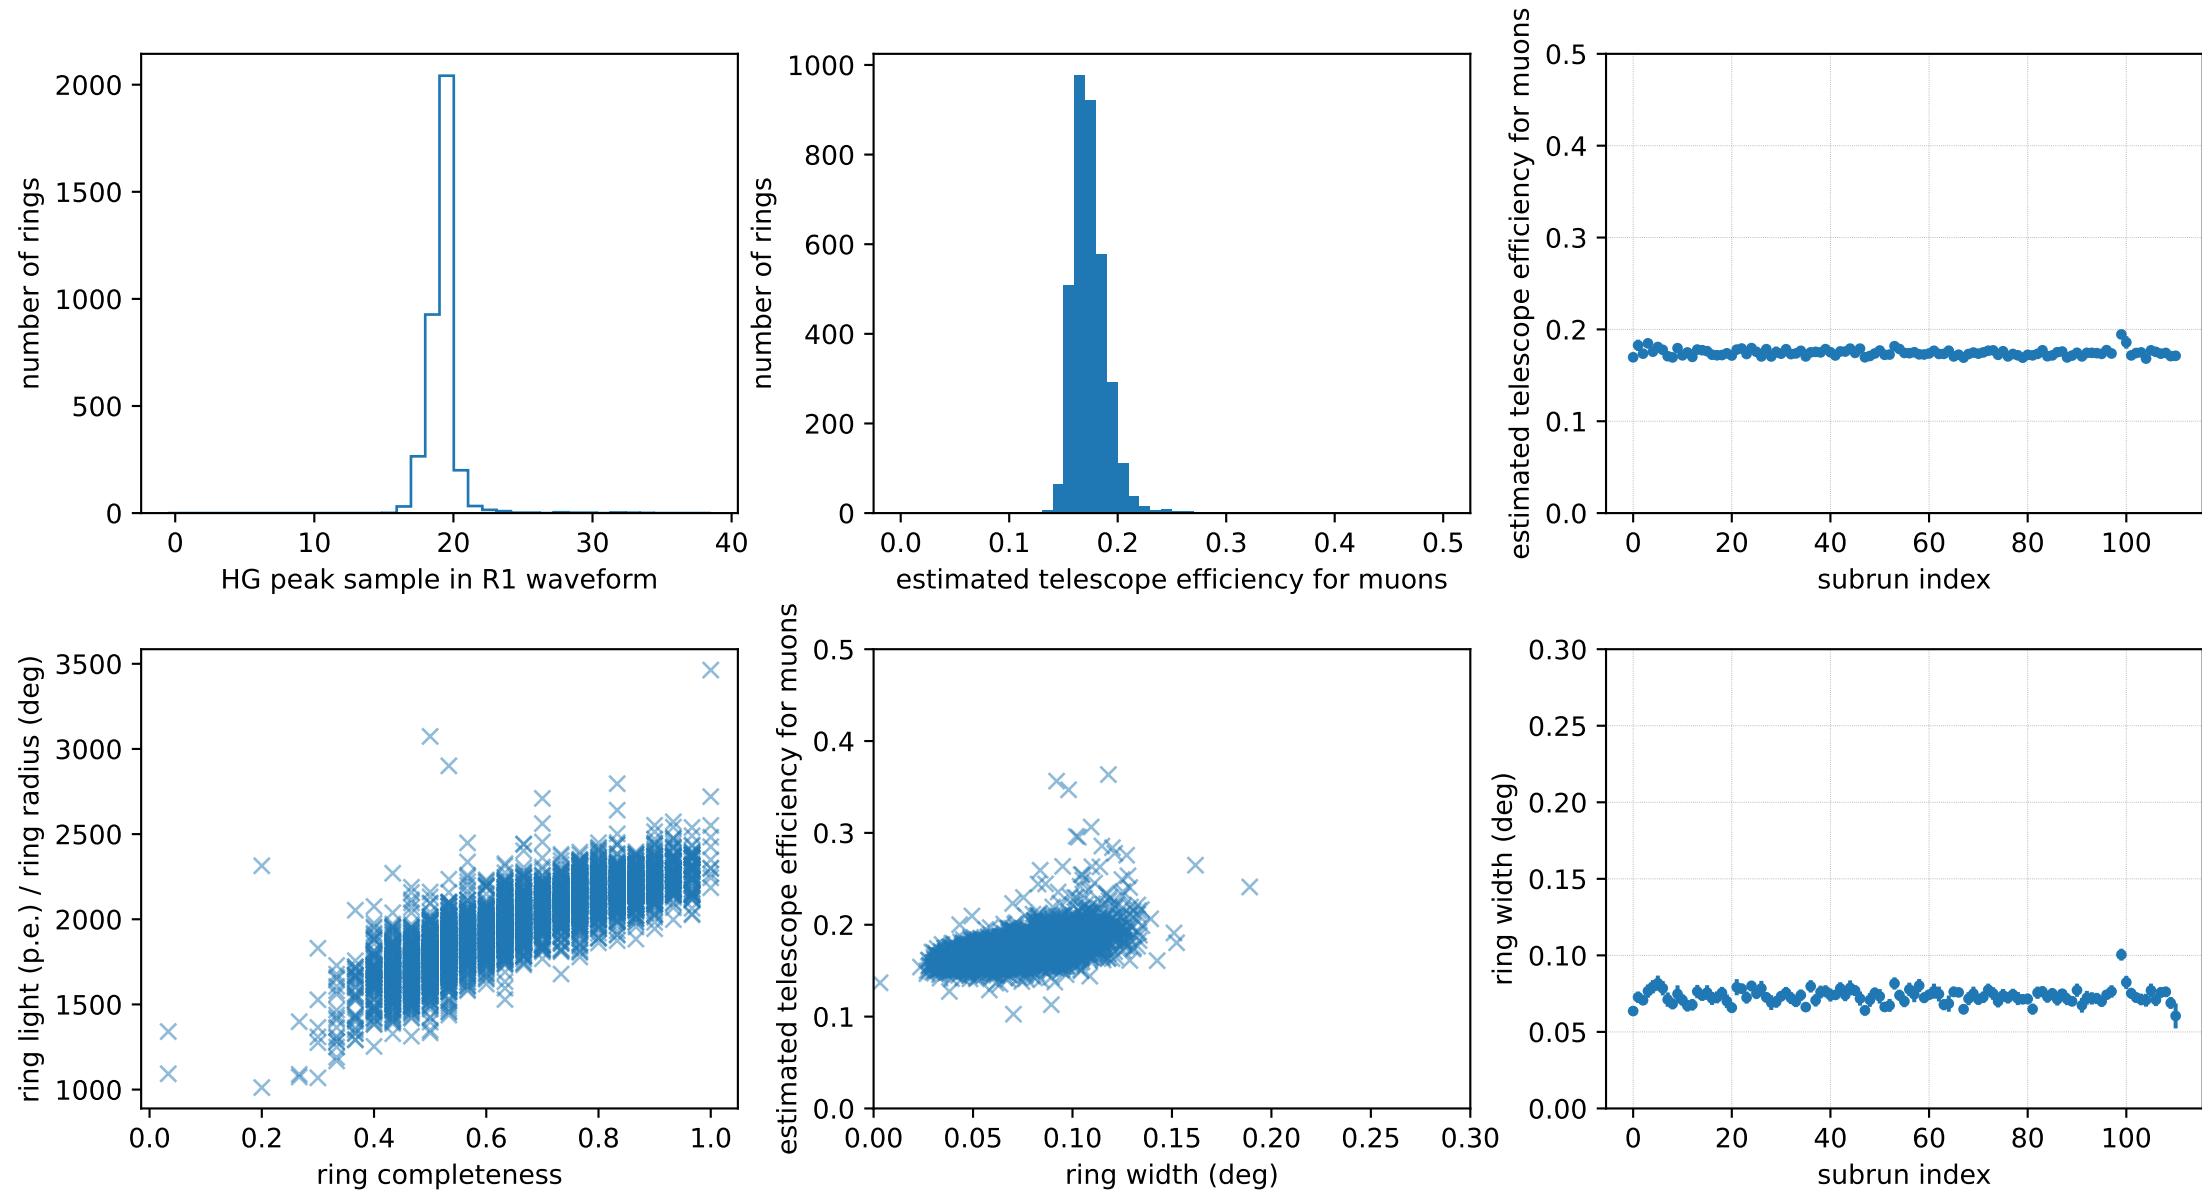 number of rings
2000
1500
1000
500
0
0 10 20 30 40
HG peak sample in R1 waveform
number of rings
1000
800
600
400
200
0
0.0 0.1 0.2 0.3 0.4 0.5
estimated telescope efficiency for muons
estimated telescope efficiency for muons
0.5
0.4
0.3
0.2
0.1
0.0
0 20 40 60 80 100
subrun index
ring light (p.e.) / ring radius (deg)
3500
3000
2500
2000
1500
1000
0.0 0.2 0.4 0.6 0.8 1.0
ring completeness
estimated telescope efficiency for muons
0.5
0.4
0.3
0.2
0.1
0.0
0.00 0.05 0.10 0.15 0.20 0.25 0.30
ring width (deg)
ring width (deg)
0.30
0.25
0.20
0.15
0.10
0.05
0.00
0 20 40 60 80 100
subrun index